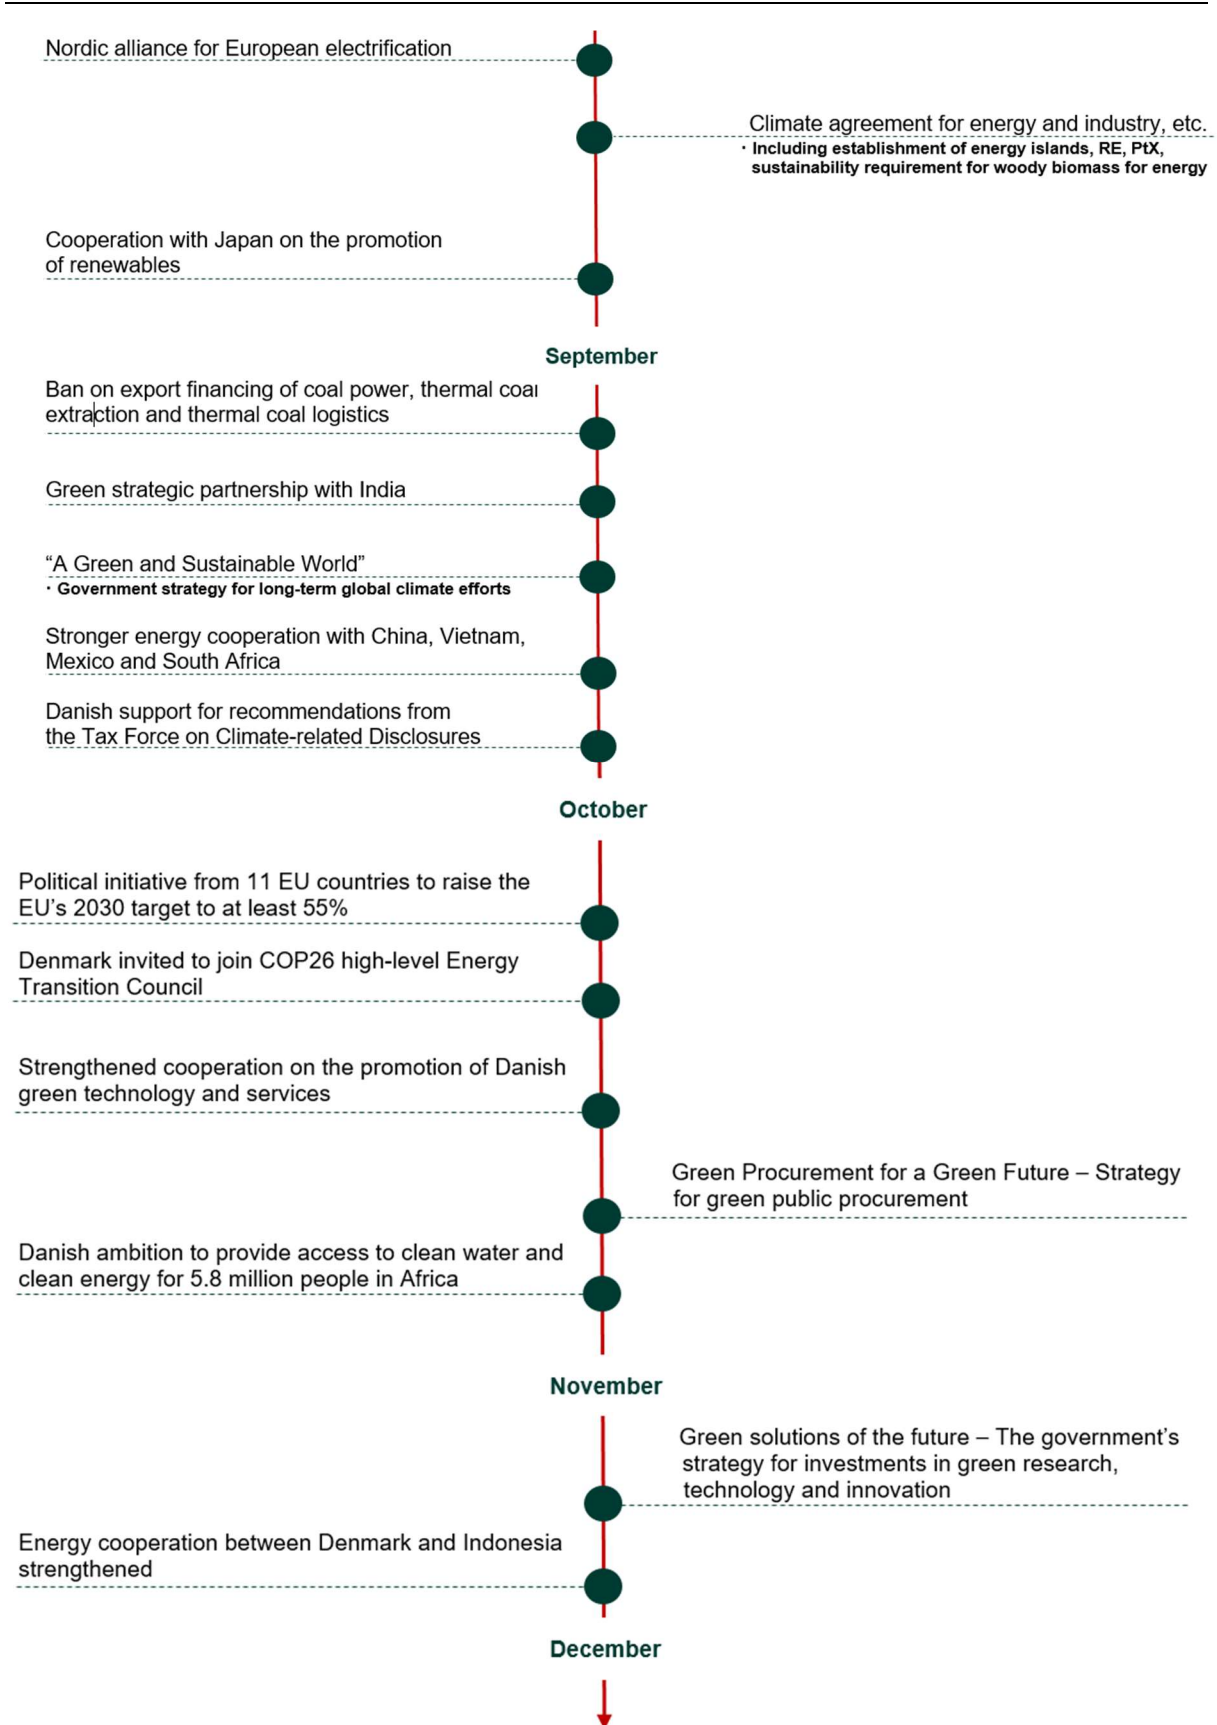 Nordic alliance for European electrification
Climate agreement for energy and industry, etc.
· Including establishment of energy islands, RE, PtX,
sustainability requirement for woody biomass for energy
Cooperation with Japan on the promotion
of renewables
September
Ban on export financing of coal power, thermal coal
extraction and thermal coal logistics
Green strategic partnership with India
“A Green and Sustainable World”
· Government strategy for long-term global climate efforts
Stronger energy cooperation with China, Vietnam,
Mexico and South Africa
Danish support for recommendations from
the Tax Force on Climate-related Disclosures
October
Political initiative from 11 EU countries to raise the
EU’s 2030 target to at least 55%
Denmark invited to join COP26 high-level Energy
Transition Council
Strengthened cooperation on the promotion of Danish
green technology and services
Green Procurement for a Green Future – Strategy
for green public procurement
Danish ambition to provide access to clean water and
clean energy for 5.8 million people in Africa
November
Green solutions of the future – The government’s
strategy for investments in green research,
technology and innovation
Energy cooperation between Denmark and Indonesia
strengthened
December